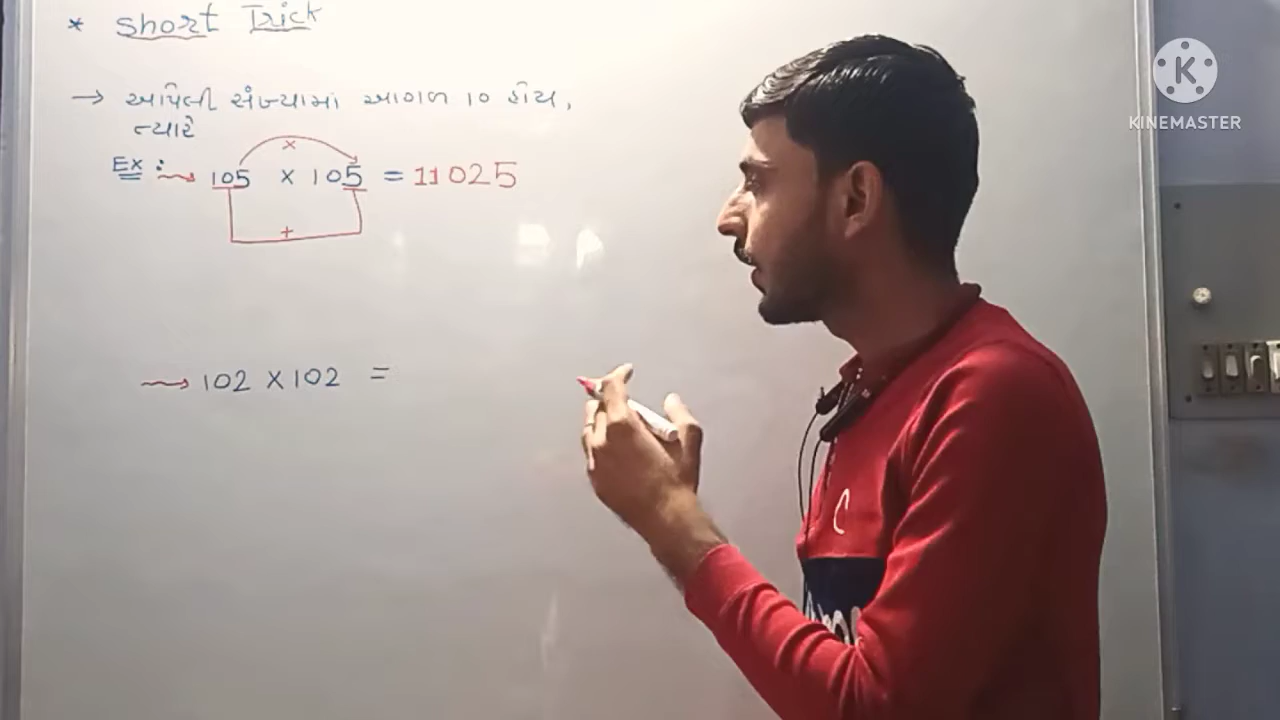 * Short Trick
→ આપેલી સંખ્યામાં આગળ 10 હોય,
ત્યારે
Ex : → 105 × 105 = 11025
×
+
→ 102 × 102 =
K
KINEMASTER
C